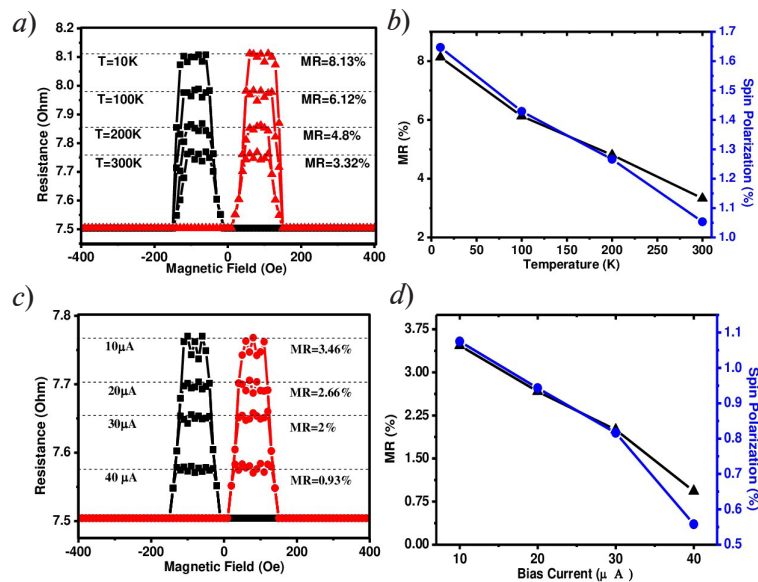 a)
8.2
8.1
8.0
7.9
7.8
7.7
7.6
7.5
Resistance (Ohm)
T=10K
MR=8.13%
T=100K
MR=6.12%
T=200K
MR=4.8%
T=300K
MR=3.32%
-400
-200
0
200
400
Magnetic Field (Oe)
b)
8
6
4
2
MR (%)
1.7
1.6
1.5
1.4
1.3
1.2
1.1
1.0
Spin Polarization (%)
0
50
100
150
200
250
300
Temperature (K)
c)
7.8
7.7
7.6
7.5
Resistance (Ohm)
10μA
MR=3.46%
20μA
MR=2.66%
30μA
MR=2%
40 μA
MR=0.93%
-400
-200
0
200
400
Magnetic Field (Oe)
d)
3.75
3.00
2.25
1.50
0.75
0.00
MR (%)
1.1
1.0
0.9
0.8
0.7
0.6
0.5
Spin Polarization (%)
10
20
30
40
Bias Current (μ A)